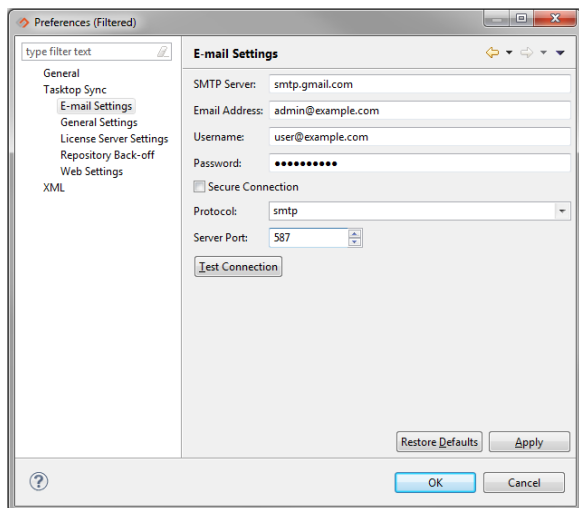 Preferences (Filtered)
type filter text
General
Tasktop Sync
E-mail Settings
General Settings
License Server Settings
Repository Back-off
Web Settings
XML
E-mail Settings
SMTP Server: smtp.gmail.com
Email Address: admin@example.com
Username: user@example.com
Password: ●●●●●●●●●●
Secure Connection
Protocol: smtp
Server Port: 587
Test Connection
Restore Defaults Apply
? OK Cancel